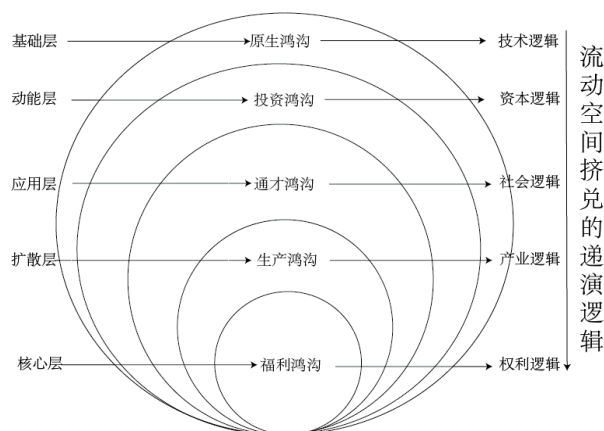 基础层 原生鸿沟 技术逻辑
动能层 投资鸿沟 资本逻辑
应用层 通才鸿沟 社会逻辑
扩散层 生产鸿沟 产业逻辑
核心层 福利鸿沟 权利逻辑
流动空间挤兑的递演逻辑